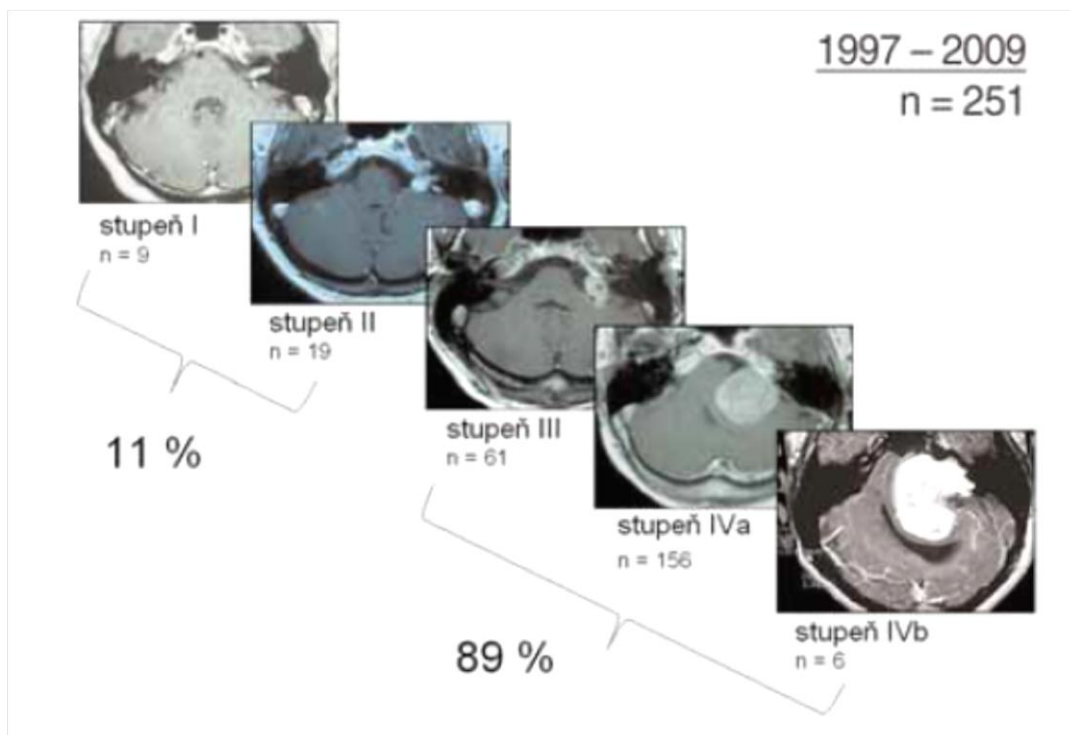 1997 – 2009
n = 251
stupeň I
n = 9
stupeň II
n = 19
11 %
stupeň III
n = 61
stupeň IVa
n = 156
stupeň IVb
n = 6
89 %